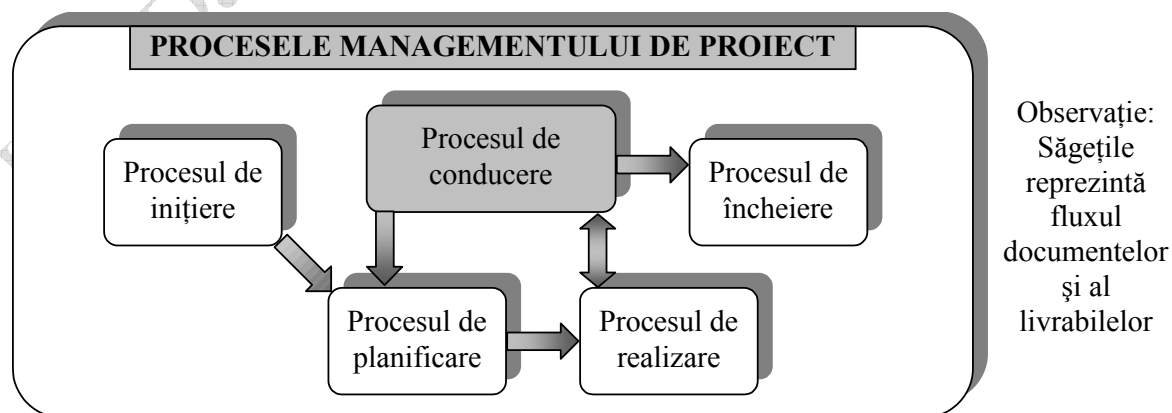 PROCESELE MANAGEMENTULUI DE PROIECT
Procesul de
inițiere
Procesul de
conducere
Procesul de
încheiere
Procesul de
planificare
Procesul de
realizare
Observație:
Săgețile
reprezintă
fluxul
documentelor
şi al
livrabilelor